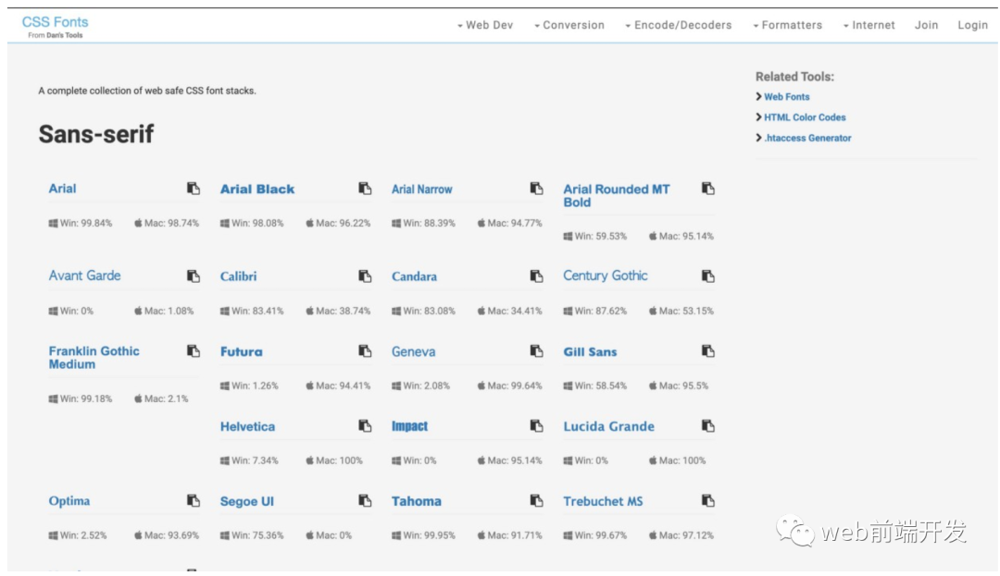 CSS Fonts
From Dan's Tools
Web Dev Conversion Encode/Decoders Formatters Internet Join Login
A complete collection of web safe CSS font stacks.
Related Tools:
Web Fonts
HTML Color Codes
.htaccess Generator
Sans-serif
Arial
Win: 99.84% Mac: 98.74%
Arial Black
Win: 98.08% Mac: 96.22%
Arial Narrow
Win: 88.39% Mac: 94.77%
Arial Rounded MT
Bold
Win: 59.53% Mac: 95.14%
Avant Garde
Win: 0% Mac: 1.08%
Calibri
Win: 83.41% Mac: 38.74%
Candara
Win: 83.08% Mac: 34.41%
Century Gothic
Win: 87.62% Mac: 53.15%
Franklin Gothic
Medium
Win: 99.18% Mac: 2.1%
Futura
Win: 1.26% Mac: 94.41%
Geneva
Win: 2.08% Mac: 99.64%
Gill Sans
Win: 58.54% Mac: 95.5%
Helvetica
Win: 7.34% Mac: 100%
Impact
Win: 0% Mac: 95.14%
Lucida Grande
Win: 0% Mac: 100%
Optima
Win: 2.52% Mac: 93.69%
Segoe UI
Win: 75.36% Mac: 0%
Tahoma
Win: 99.95% Mac: 91.71%
Trebuchet MS
Win: 99.67% Mac: 97.12%
web前端开发